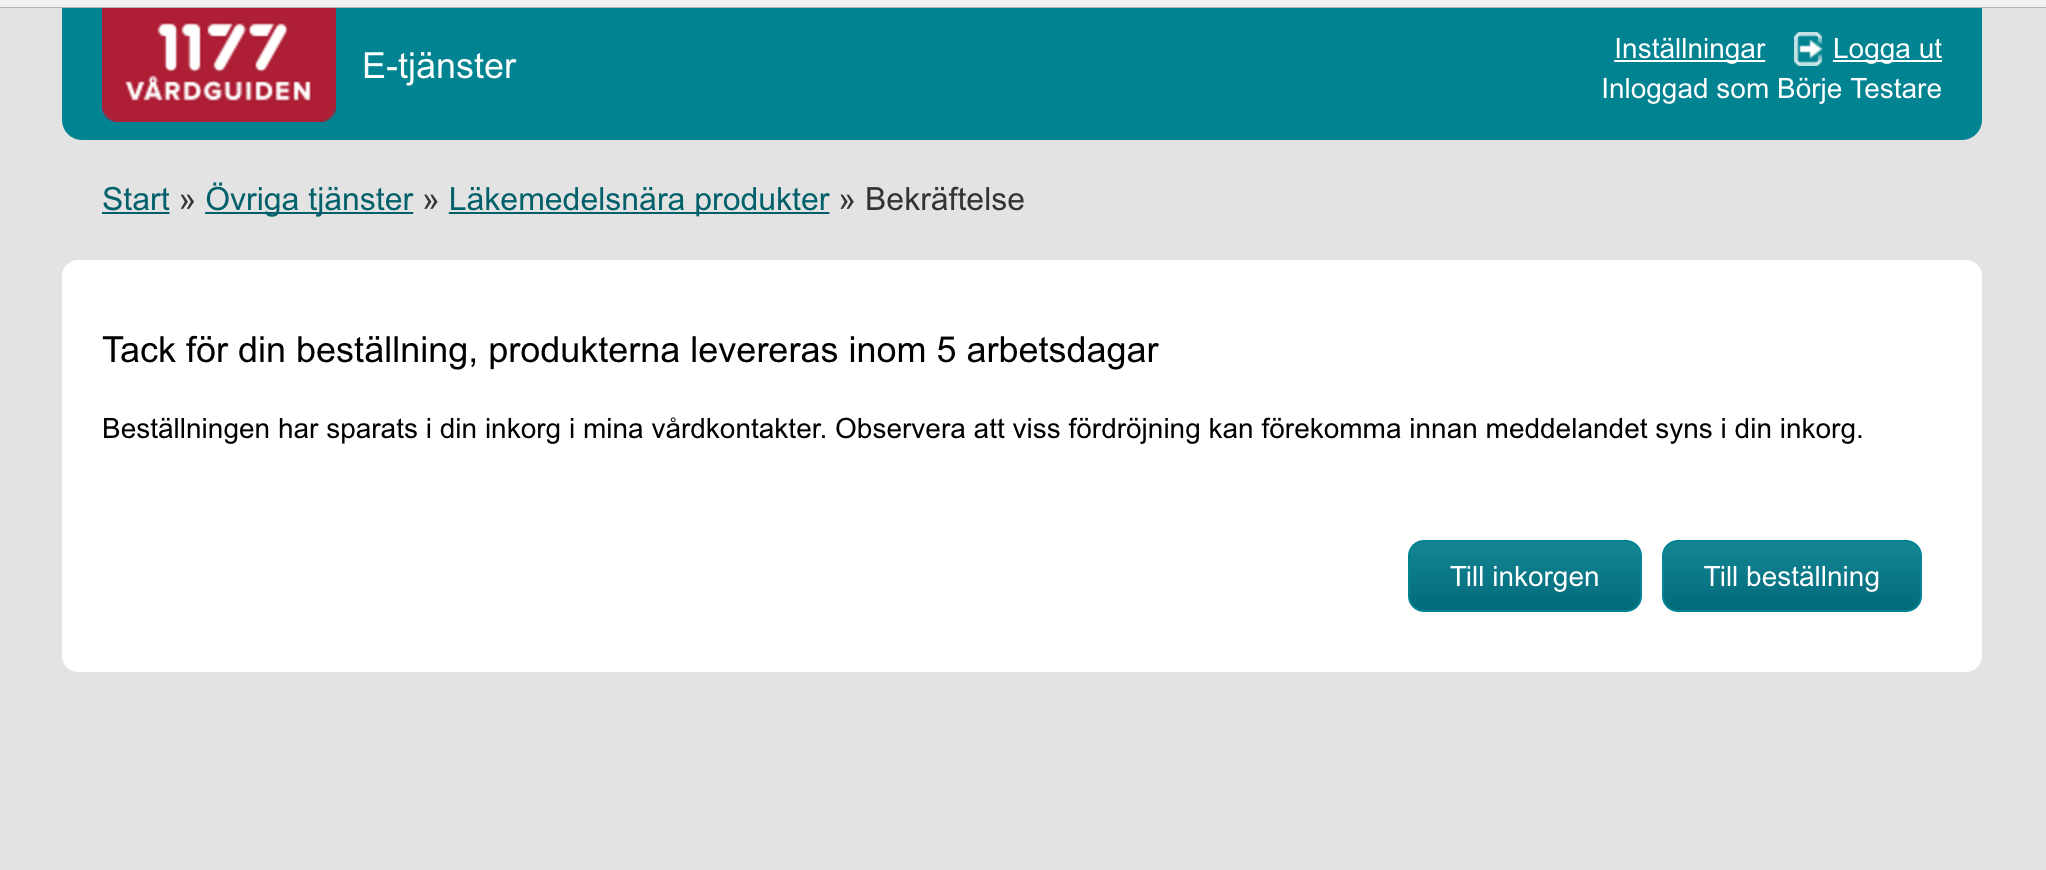 1177
VÅRDGUIDEN
E-tjänster
Inställningar Logga ut
Inloggad som Börje Testare
Start » Övriga tjänster » Läkemedelsnära produkter » Bekräftelse
Tack för din beställning, produkterna levereras inom 5 arbetsdagar
Beställningen har sparats i din inkorg i mina vårdkontakter. Observera att viss fördröjning kan förekomma innan meddelandet syns i din inkorg.
Till inkorgen Till beställning